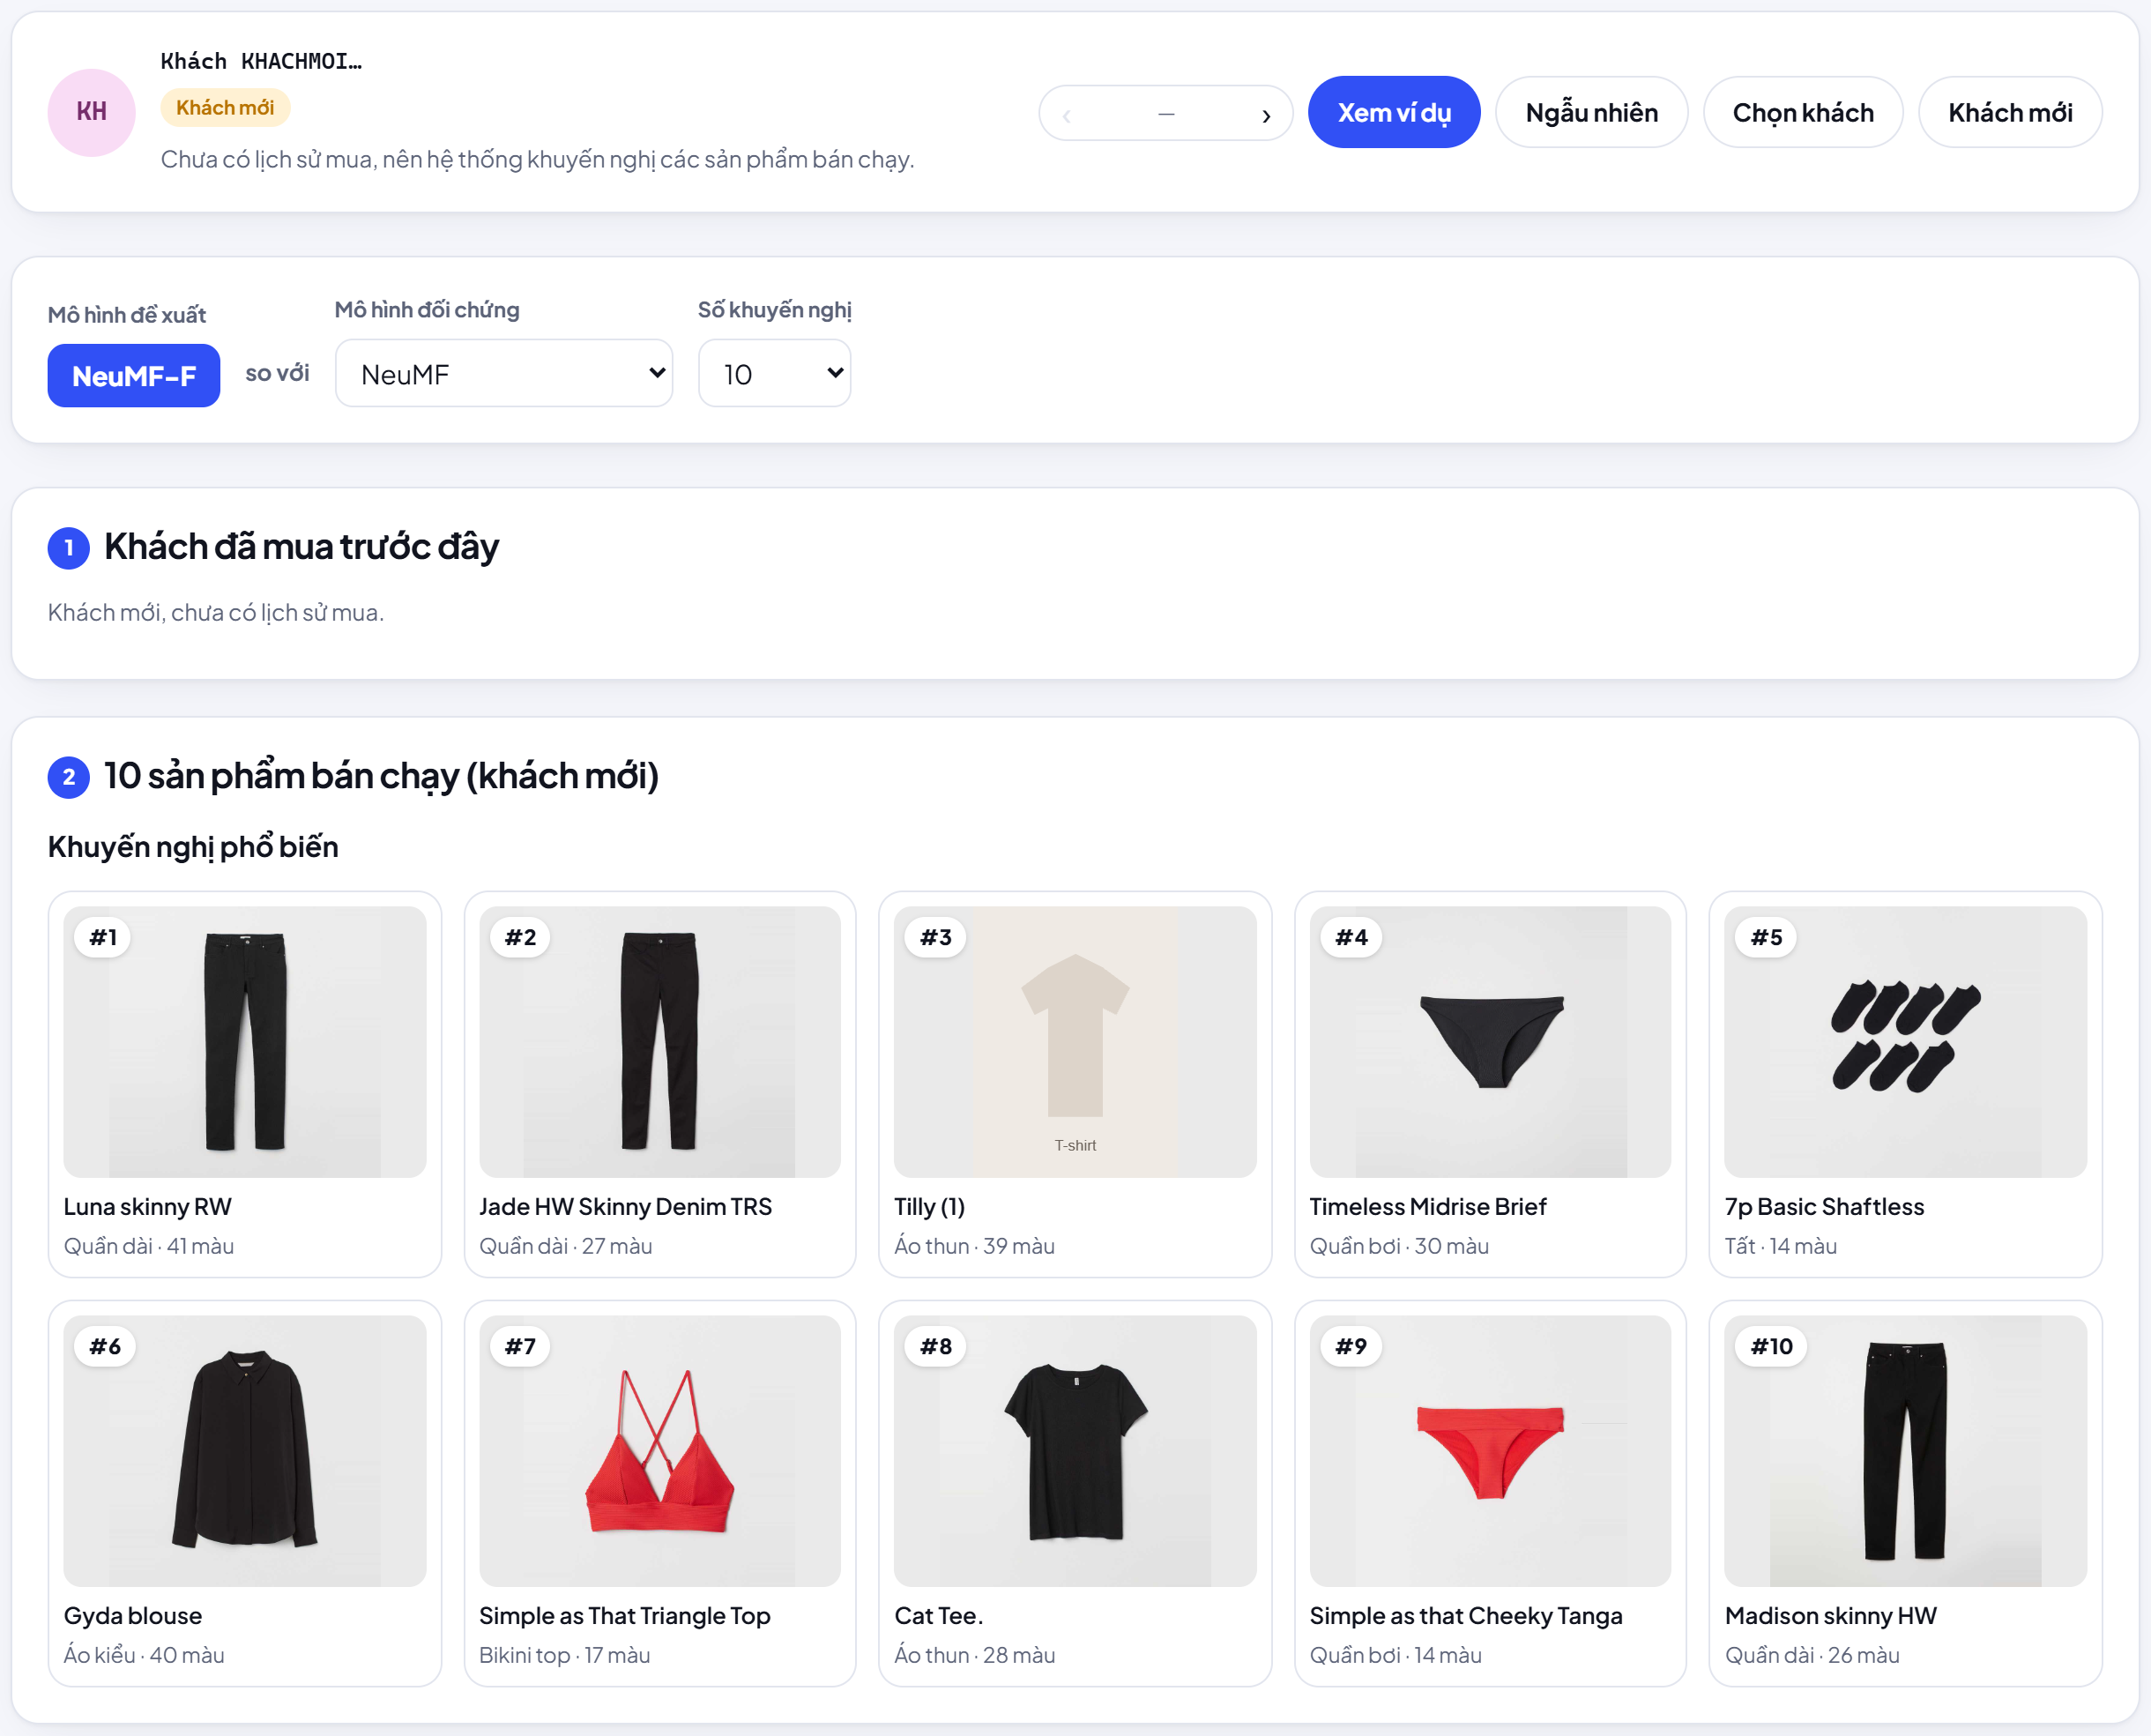 KH
Khách KHACHMOI…
Khách mới
Chưa có lịch sử mua, nên hệ thống khuyến nghị các sản phẩm bán chạy.
‹ — ›
Xem ví dụ
Ngẫu nhiên
Chọn khách
Khách mới
Mô hình đề xuất
NeuMF-F
so với
Mô hình đối chứng
NeuMF
Số khuyến nghị
10
1 Khách đã mua trước đây
Khách mới, chưa có lịch sử mua.
2 10 sản phẩm bán chạy (khách mới)
Khuyến nghị phổ biến
#1
Luna skinny RW
Quần dài · 41 màu
#2
Jade HW Skinny Denim TRS
Quần dài · 27 màu
#3
T-shirt
Tilly (1)
Áo thun · 39 màu
#4
Timeless Midrise Brief
Quần bơi · 30 màu
#5
7p Basic Shaftless
Tất · 14 màu
#6
Gyda blouse
Áo kiểu · 40 màu
#7
Simple as That Triangle Top
Bikini top · 17 màu
#8
Cat Tee.
Áo thun · 28 màu
#9
Simple as that Cheeky Tanga
Quần bơi · 14 màu
#10
Madison skinny HW
Quần dài · 26 màu